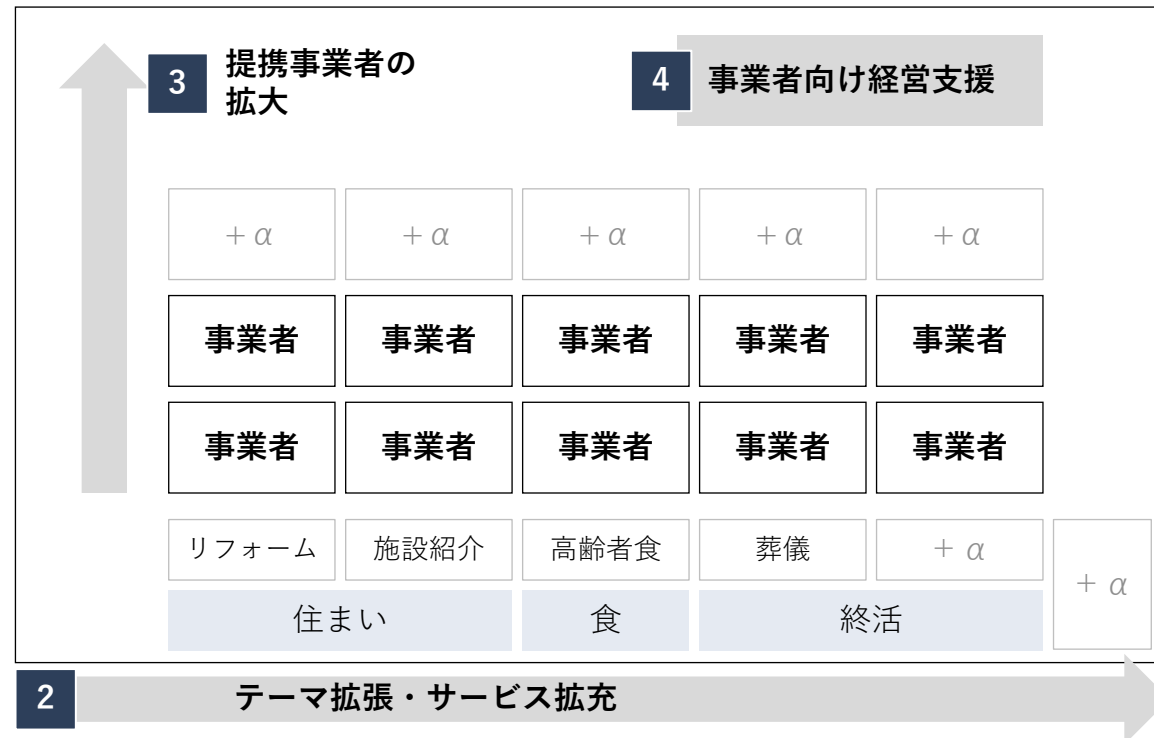 3
提携事業者の
拡大
4
事業者向け経営支援
+α +α +α +α +α
事業者 事業者 事業者 事業者 事業者
事業者 事業者 事業者 事業者 事業者
リフォーム 施設紹介 高齢者食 葬儀 + α
+ α
住まい 食 終活
2
テーマ拡張・サービス拡充